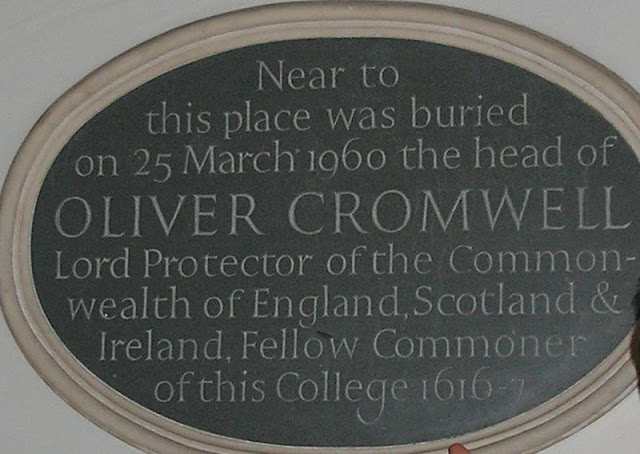 Near to
this place was buried
on 25 March 1960 the head of
OLIVER CROMWELL
Lord Protector of the Common-
wealth of England, Scotland &
Ireland, Fellow Commoner
of this College 1616-7